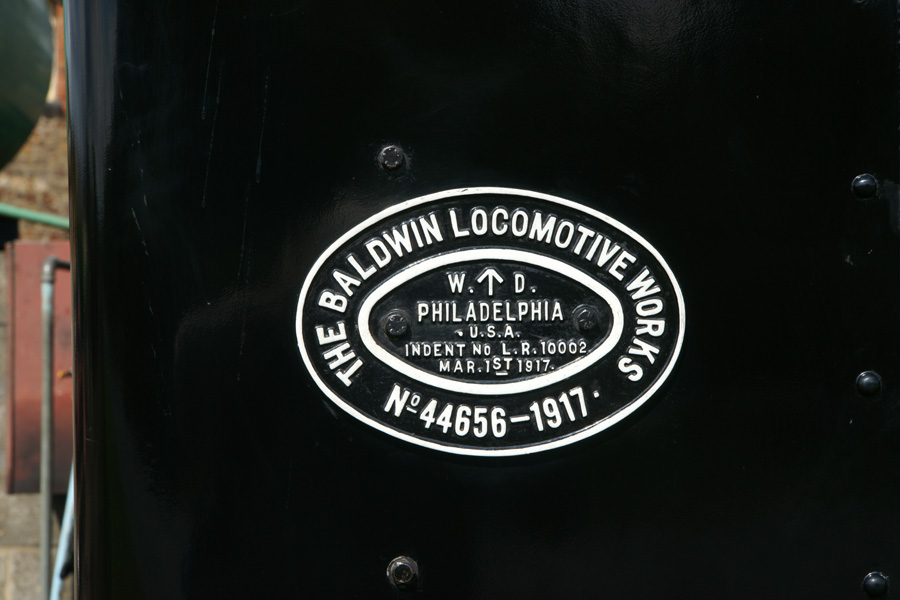 THE BALDWIN LOCOMOTIVE WORKS
W.↑D.
PHILADELPHIA
U.S.A.
INDENT No L.R.10002.
MAR.1ST 1917.
Nº 44656–1917.